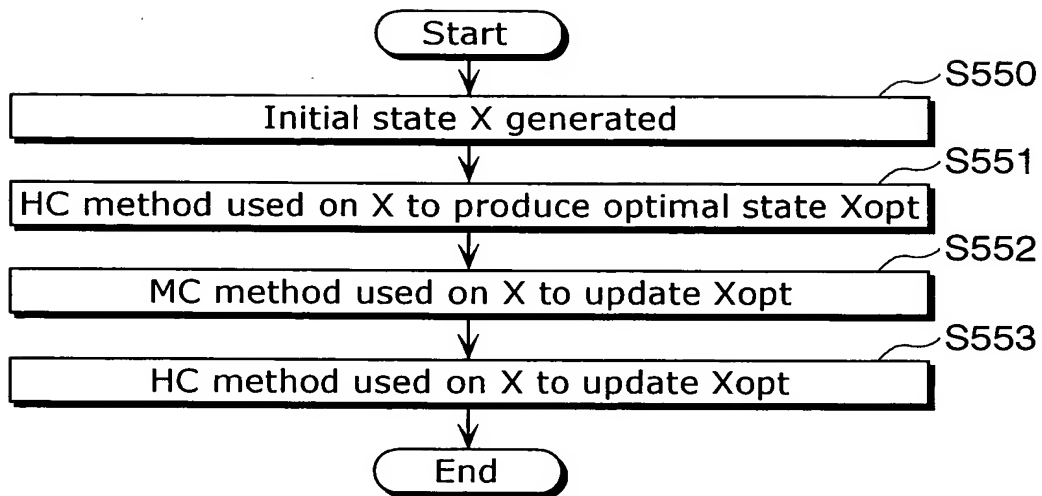 Start
S550
Initial state X generated
S551
HC method used on X to produce optimal state Xopt
S552
MC method used on X to update Xopt
S553
HC method used on X to update Xopt
End